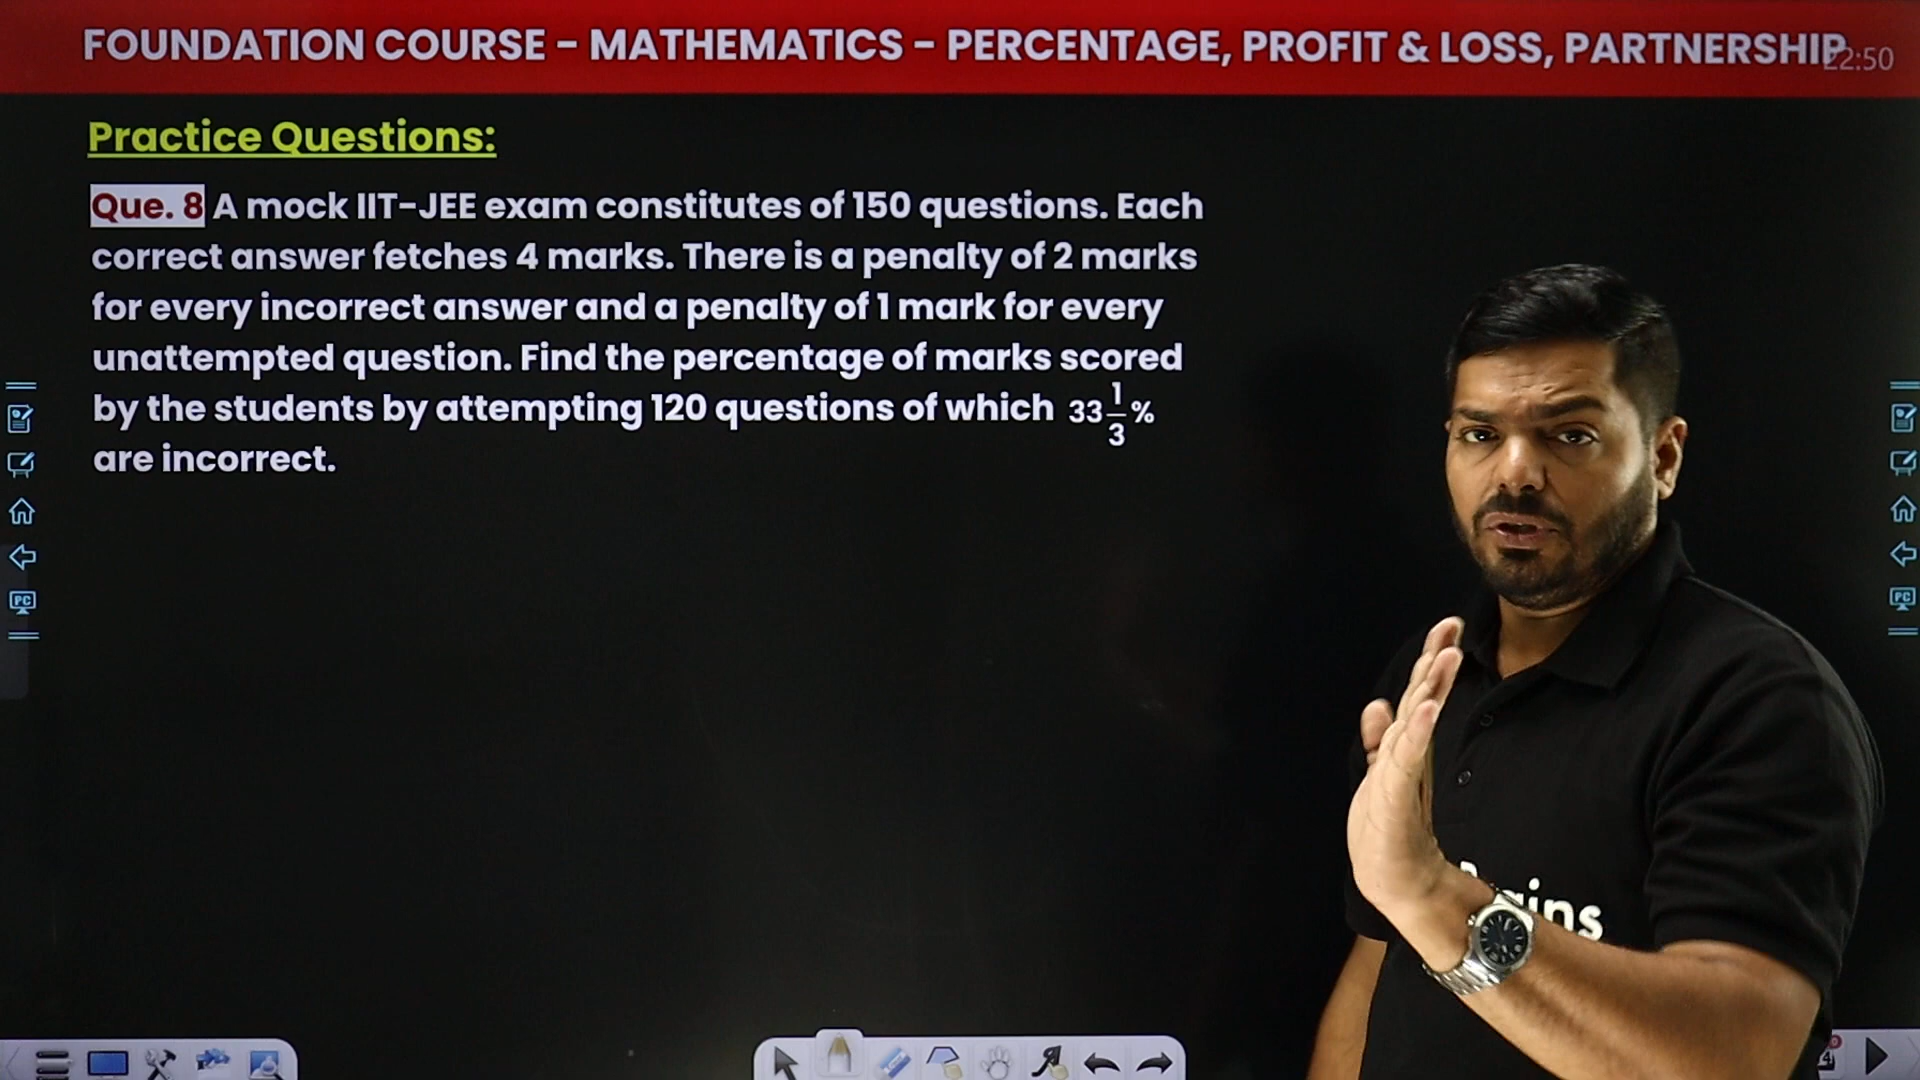 FOUNDATION COURSE - MATHEMATICS - PERCENTAGE, PROFIT & LOSS, PARTNERSHIP
22:50
Practice Questions:
Que. 8 A mock IIT-JEE exam constitutes of 150 questions. Each
correct answer fetches 4 marks. There is a penalty of 2 marks
for every incorrect answer and a penalty of 1 mark for every
unattempted question. Find the percentage of marks scored
by the students by attempting 120 questions of which 33 1/3 %
are incorrect.
PC
PC